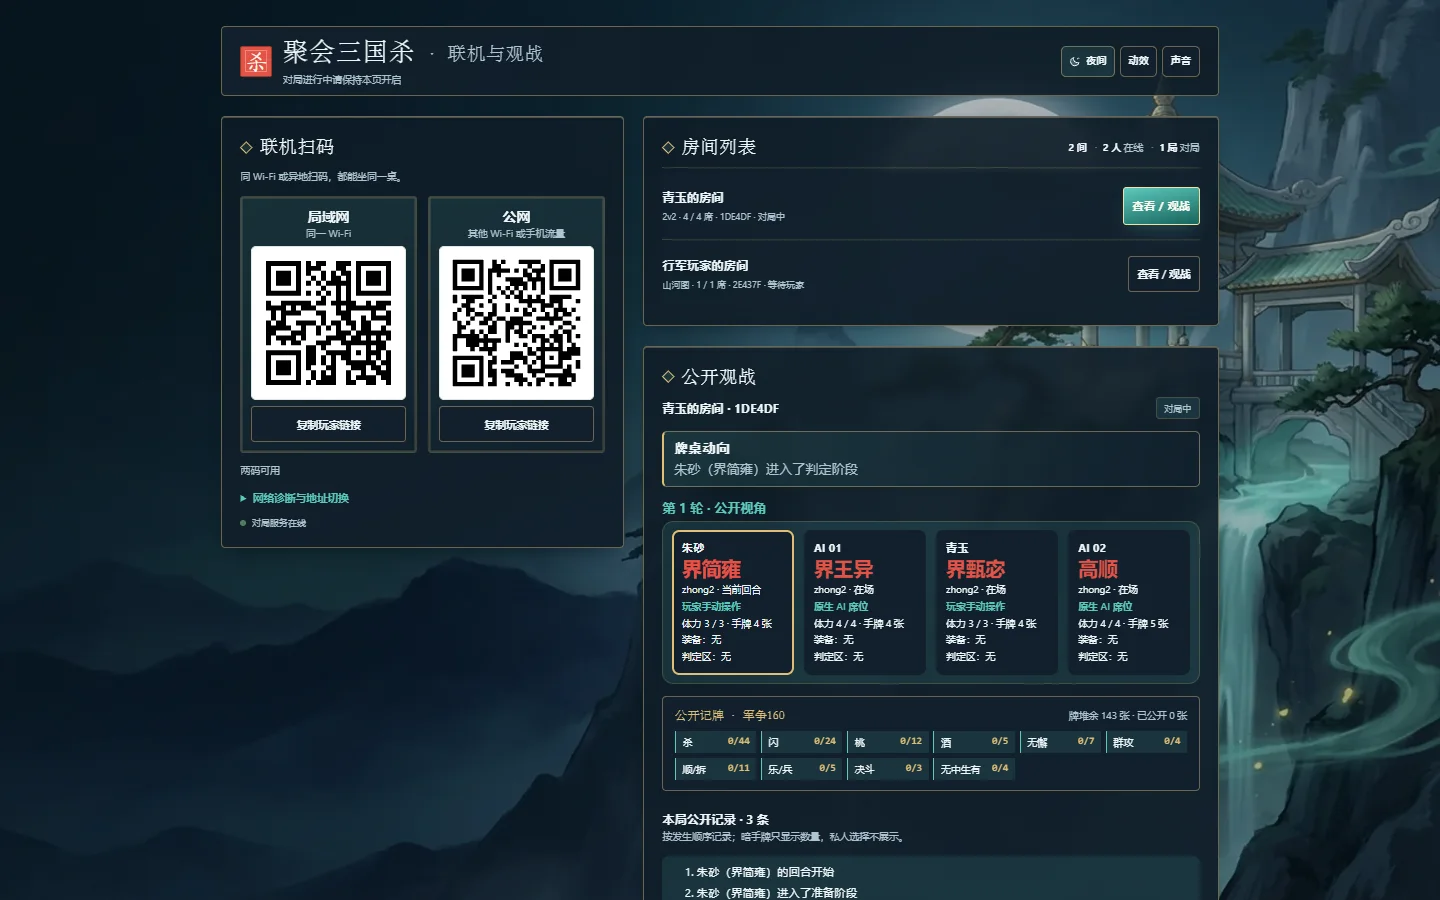 杀 聚会三国杀 · 联机与观战
对局进行中请保持本页开启
夜间 动效 声音
联机扫码
同 Wi-Fi 或异地扫码，都能坐同一桌。
局域网
同一 Wi-Fi
复制玩家链接
公网
其他 Wi-Fi 或手机流量
复制玩家链接
两码可用
网络诊断与地址切换
对局服务在线
房间列表
2 间 · 2 人在线 · 1 局对局
青玉的房间
2v2 · 4 / 4 席 · 1DE4DF · 对局中
查看 / 观战
行军玩家的房间
山河图 · 1 / 1 席 · 2E437F · 等待玩家
查看 / 观战
公开观战
青玉的房间 · 1DE4DF
对局中
牌桌动向
朱砂（界简雍）进入了判定阶段
第 1 轮 · 公开视角
朱砂
界简雍
zhong2 · 当前回合
玩家手动操作
体力 3 / 3 · 手牌 4 张
装备：无
判定区：无
AI 01
界王异
zhong2 · 在场
原生 AI 席位
体力 4 / 4 · 手牌 4 张
装备：无
判定区：无
青玉
界甄宓
zhong2 · 在场
玩家手动操作
体力 3 / 3 · 手牌 4 张
装备：无
判定区：无
AI 02
高顺
zhong2 · 在场
原生 AI 席位
体力 4 / 4 · 手牌 5 张
装备：无
判定区：无
公开记牌 · 军争160
牌堆余 143 张 · 已公开 0 张
杀 0/44 闪 0/24 桃 0/12 酒 0/5 无懈 0/7 群攻 0/4
顺/拆 0/11 乐/兵 0/5 决斗 0/3 无中生有 0/4
本局公开记录 · 3 条
按发生顺序记录；暗手牌只显示数量，私人选择不展示。
1. 朱砂（界简雍）的回合开始
2. 朱砂（界简雍）进入了准备阶段